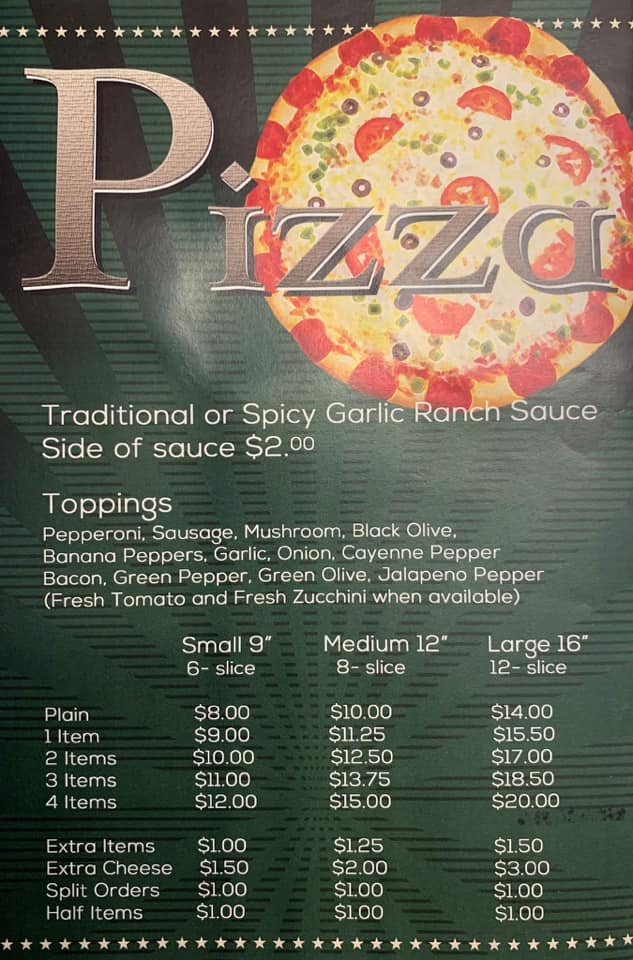 Pizza
Traditional or Spicy Garlic Ranch Sauce
Side of sauce $2.00
Toppings
Pepperoni, Sausage, Mushroom, Black Olive,
Banana Peppers, Garlic, Onion, Cayenne Pepper
Bacon, Green Pepper, Green Olive, Jalapeno Pepper
(Fresh Tomato and Fresh Zucchini when available)
Small 9" Medium 12" Large 16"
6- slice 8- slice 12- slice
Plain $8.00 $10.00 $14.00
1 Item $9.00 $11.25 $15.50
2 Items $10.00 $12.50 $17.00
3 Items $11.00 $13.75 $18.50
4 Items $12.00 $15.00 $20.00
Extra Items $1.00 $1.25 $1.50
Extra Cheese $1.50 $2.00 $3.00
Split Orders $1.00 $1.00 $1.00
Half Items $1.00 $1.00 $1.00